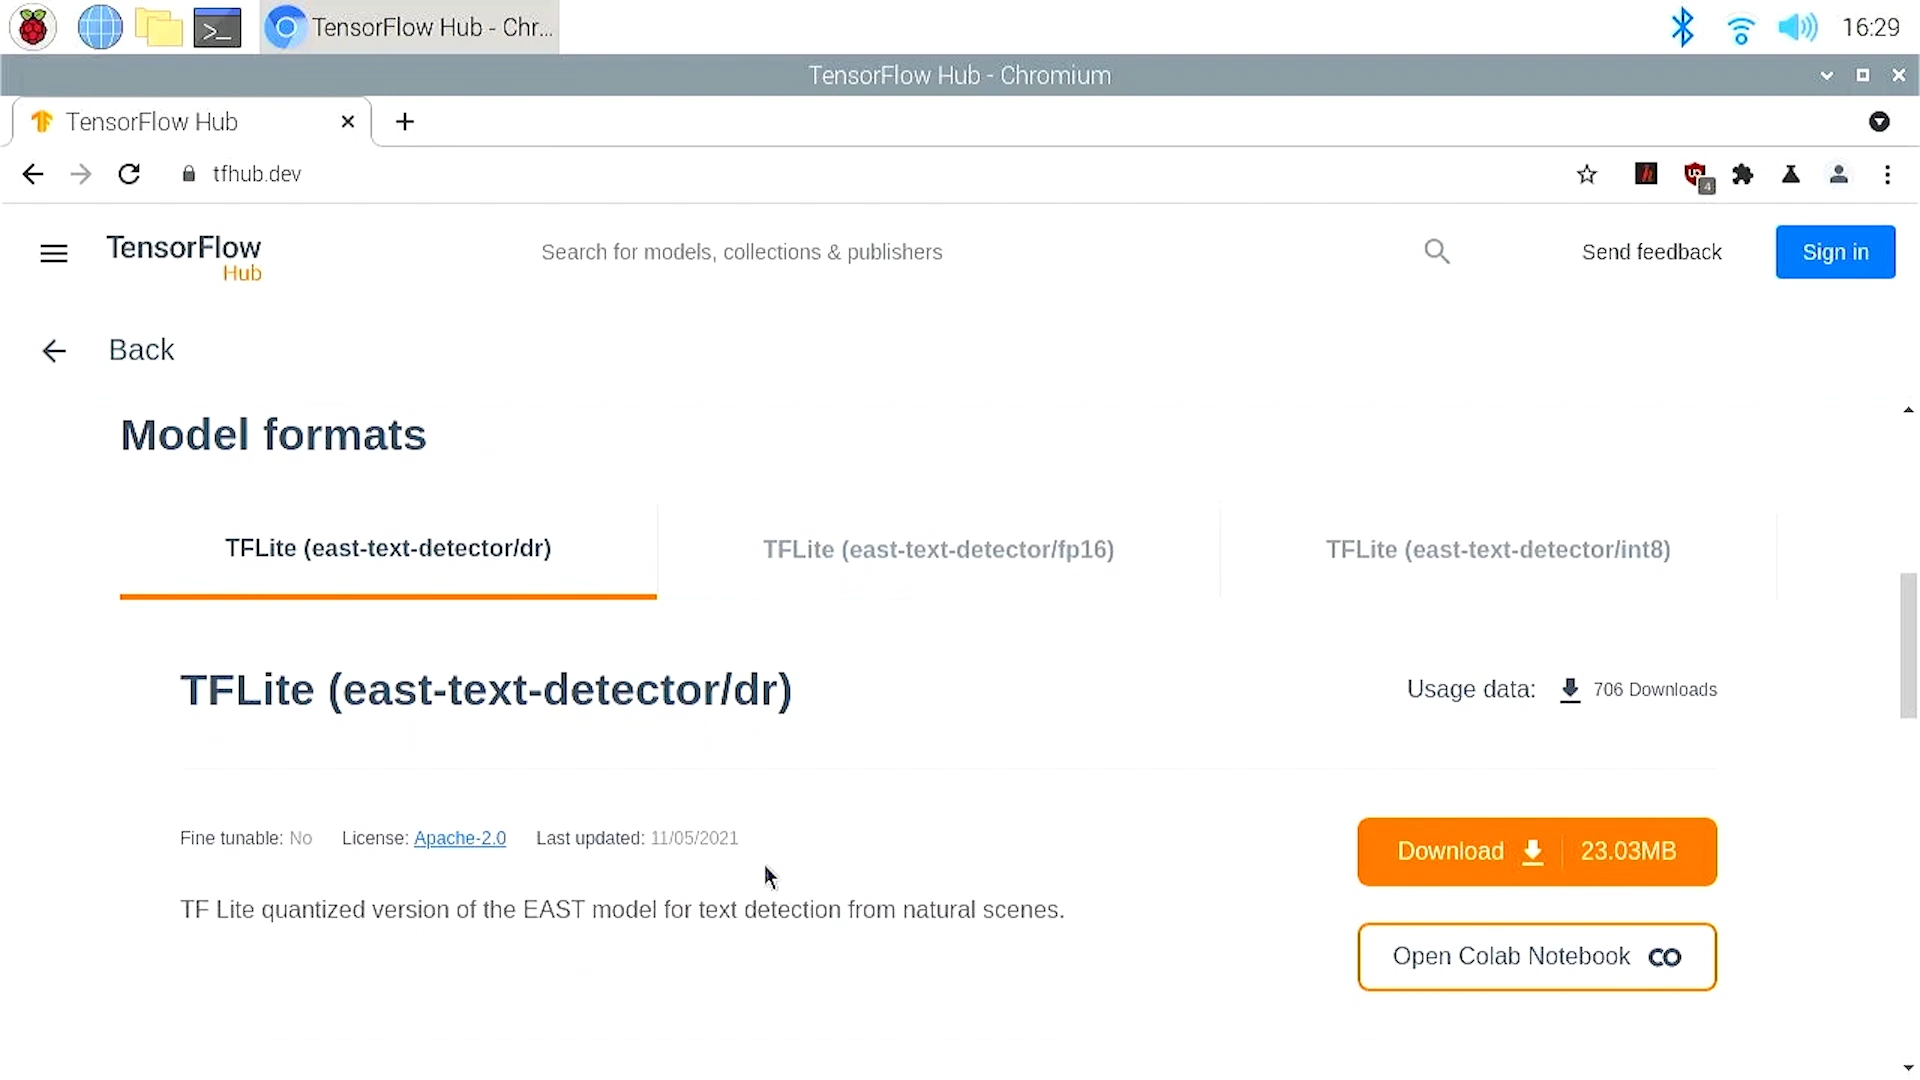 TensorFlow Hub - Chr...
16:29
TensorFlow Hub - Chromium
TensorFlow Hub
tfhub.dev
4
TensorFlow
Hub
Search for models, collections & publishers
Send feedback
Sign in
Back
Model formats
TFLite (east-text-detector/dr)
TFLite (east-text-detector/fp16)
TFLite (east-text-detector/int8)
TFLite (east-text-detector/dr)
Usage data:
706 Downloads
Fine tunable: No
License: Apache-2.0
Last updated: 11/05/2021
Download
23.03MB
TF Lite quantized version of the EAST model for text detection from natural scenes.
Open Colab Notebook